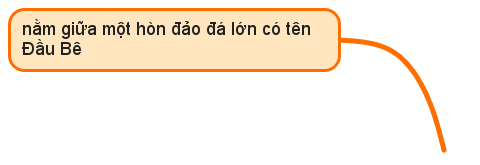 nằm giữa một hòn đảo đá lớn có tên
Đầu Bê